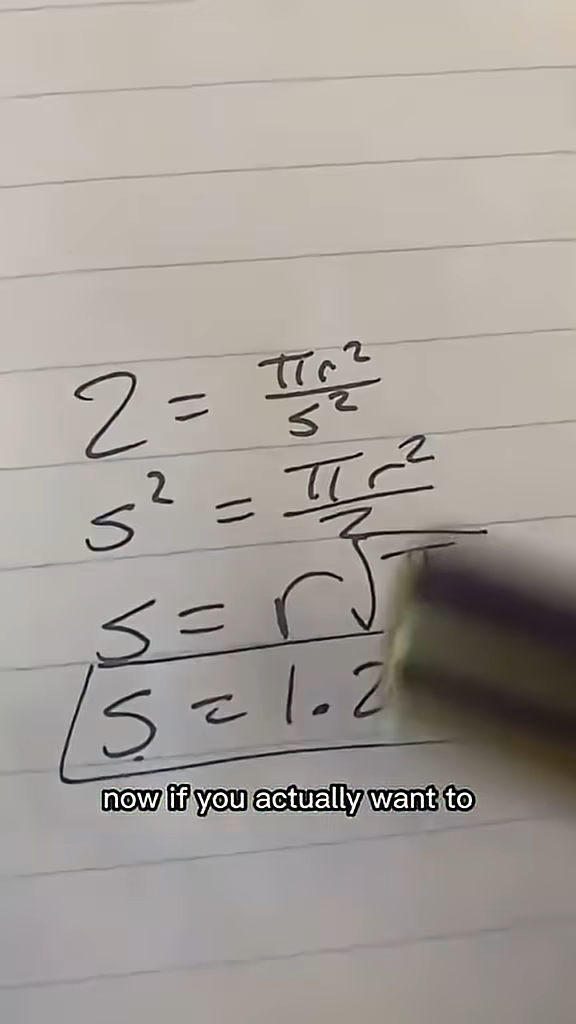 2 = πr²/s²
s² = πr²/2
s = r√
s ≈ 1.2
now if you actually want to